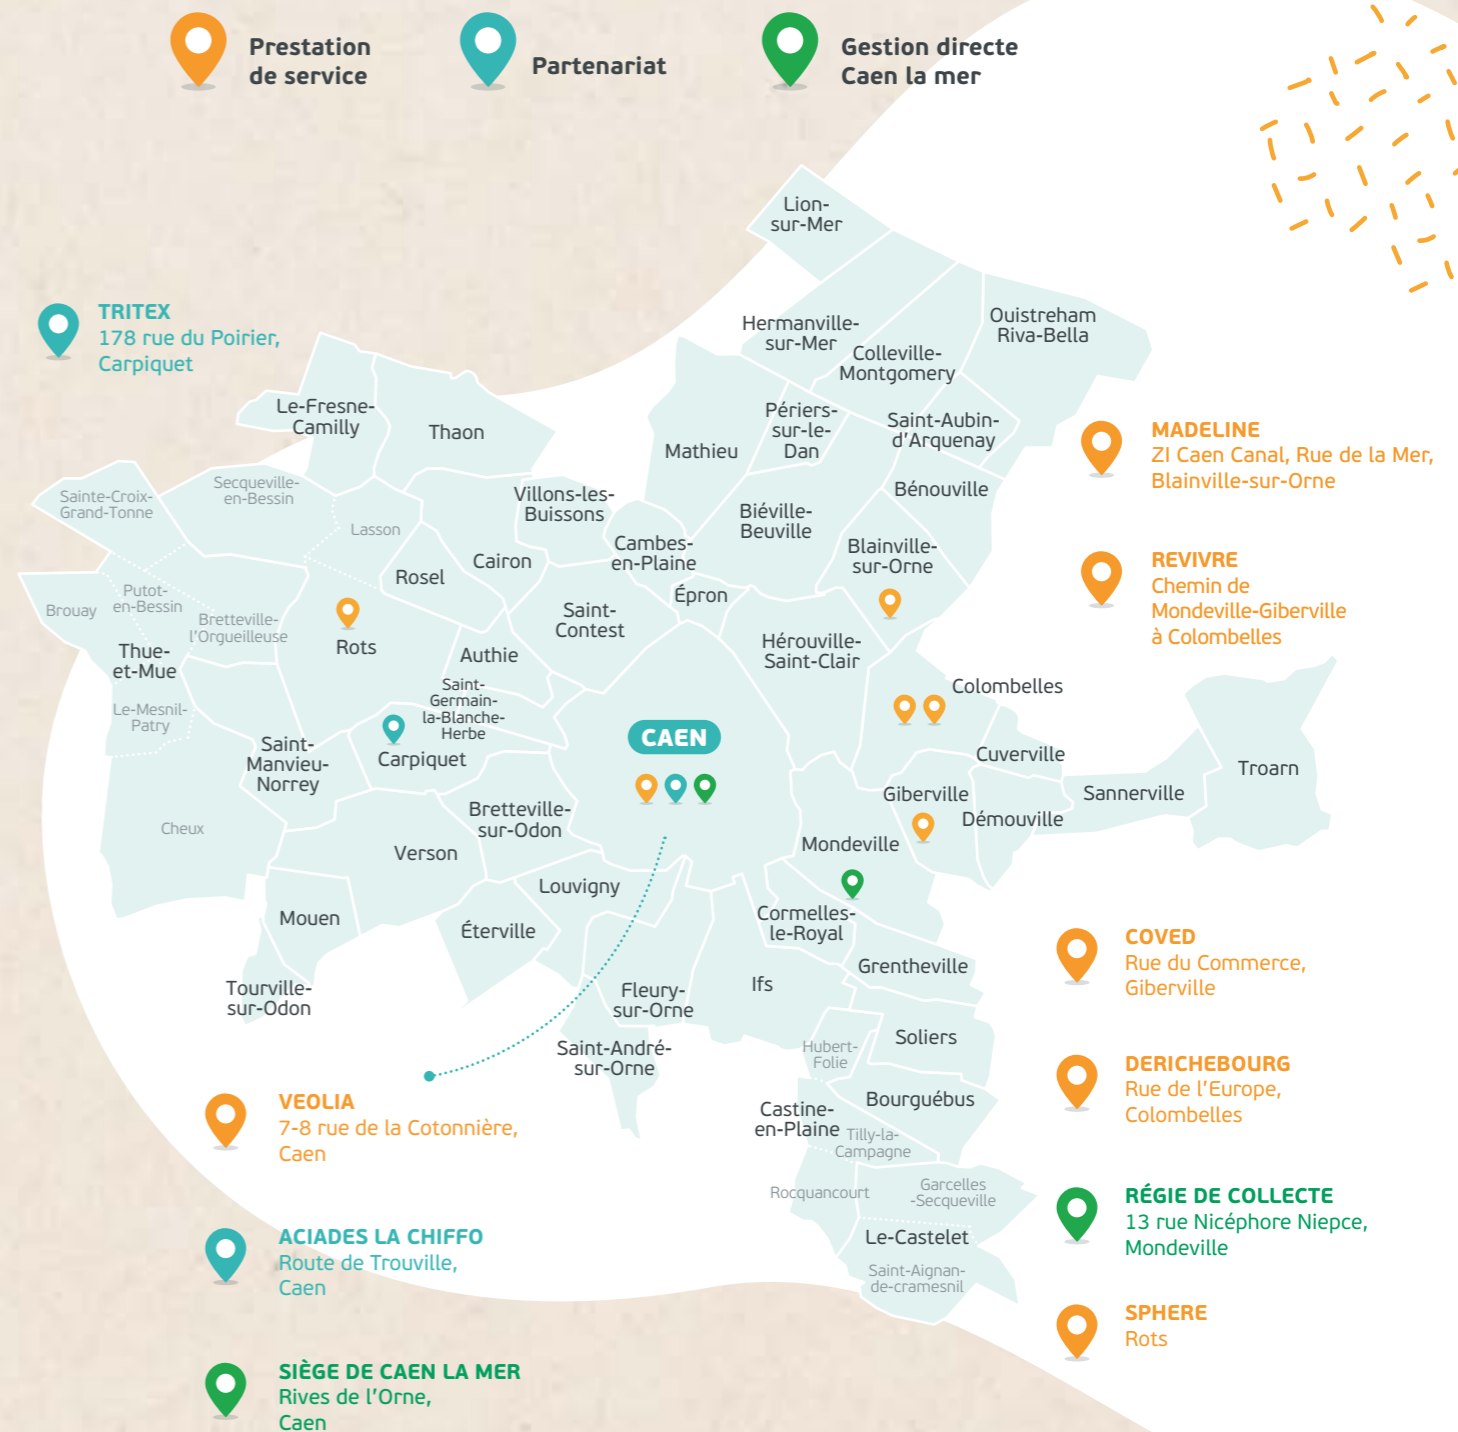 Prestation
de service
Partenariat
Gestion directe
Caen la mer
Lion-
sur-Mer
TRITEX
178 rue du Poirier,
Carpiquet
Hermanville-
sur-Mer
Colleville-
Montgomery
Ouistreham
Riva-Bella
Le-Fresne-
Camilly
Thaon
Mathieu
Périers-
sur-le-
Dan
Saint-Aubin-
d'Arquenay
MADELINE
ZI Caen Canal, Rue de la Mer,
Blainville-sur-Orne
Sainte-Croix-
Grand-Tonne
Secqueville-
en-Bessin
Lasson
Villons-les-
Buissons
Bénouville
Biéville-
Beuville
Cambes-
en-Plaine
Blainville-
sur-Orne
REVIVRE
Chemin de
Mondeville-Giberville
à Colombelles
Cairon
Rosel
Brouay
Putot-
en-Bessin
Bretteville-
l'Orgueilleuse
Épron
Saint-
Contest
Rots
Thue-
et-Mue
Authie
Hérouville-
Saint-Clair
Colombelles
Le-Mesnil-
Patry
Saint-
Germain-
la-Blanche-
Herbe
CAEN
Saint-
Manvieu-
Norrey
Carpiquet
Cuverville
Troarn
Giberville
Sannerville
Démouville
Cheux
Bretteville-
sur-Odon
Verson
Mondeville
Louvigny
Mouen
Éterville
Cormelles-
le-Royal
COVED
Rue du Commerce,
Giberville
Grentheville
Ifs
Tourville-
sur-Odon
Fleury-
sur-Orne
Soliers
Hubert-
Folie
Saint-André-
sur-Orne
DERICHEBOURG
Rue de l'Europe,
Colombelles
VEOLIA
7-8 rue de la Cotonnière,
Caen
Bourguébus
Castine-
en-Plaine
Tilly-la-
Campagne
Rocquancourt
Garcelles
-Secqueville
RÉGIE DE COLLECTE
13 rue Nicéphore Niepce,
Mondeville
ACIADES LA CHIFFO
Route de Trouville,
Caen
Le-Castelet
Saint-Aignan-
de-cramesnil
SPHERE
Rots
SIÈGE DE CAEN LA MER
Rives de l'Orne,
Caen